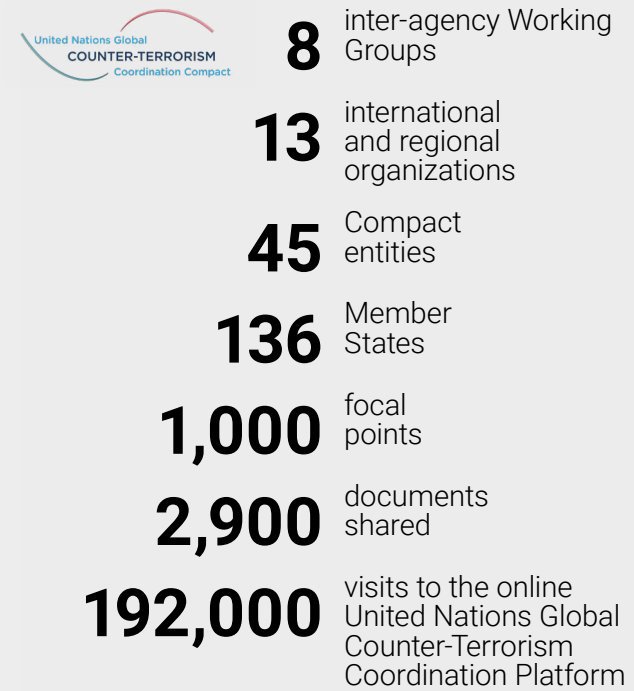 United Nations Global
COUNTER-TERRORISM
Coordination Compact
8
inter-agency Working
Groups
13
international
and regional
organizations
45
Compact
entities
136
Member
States
1,000
focal
points
2,900
documents
shared
192,000
visits to the online
United Nations Global
Counter-Terrorism
Coordination Platform